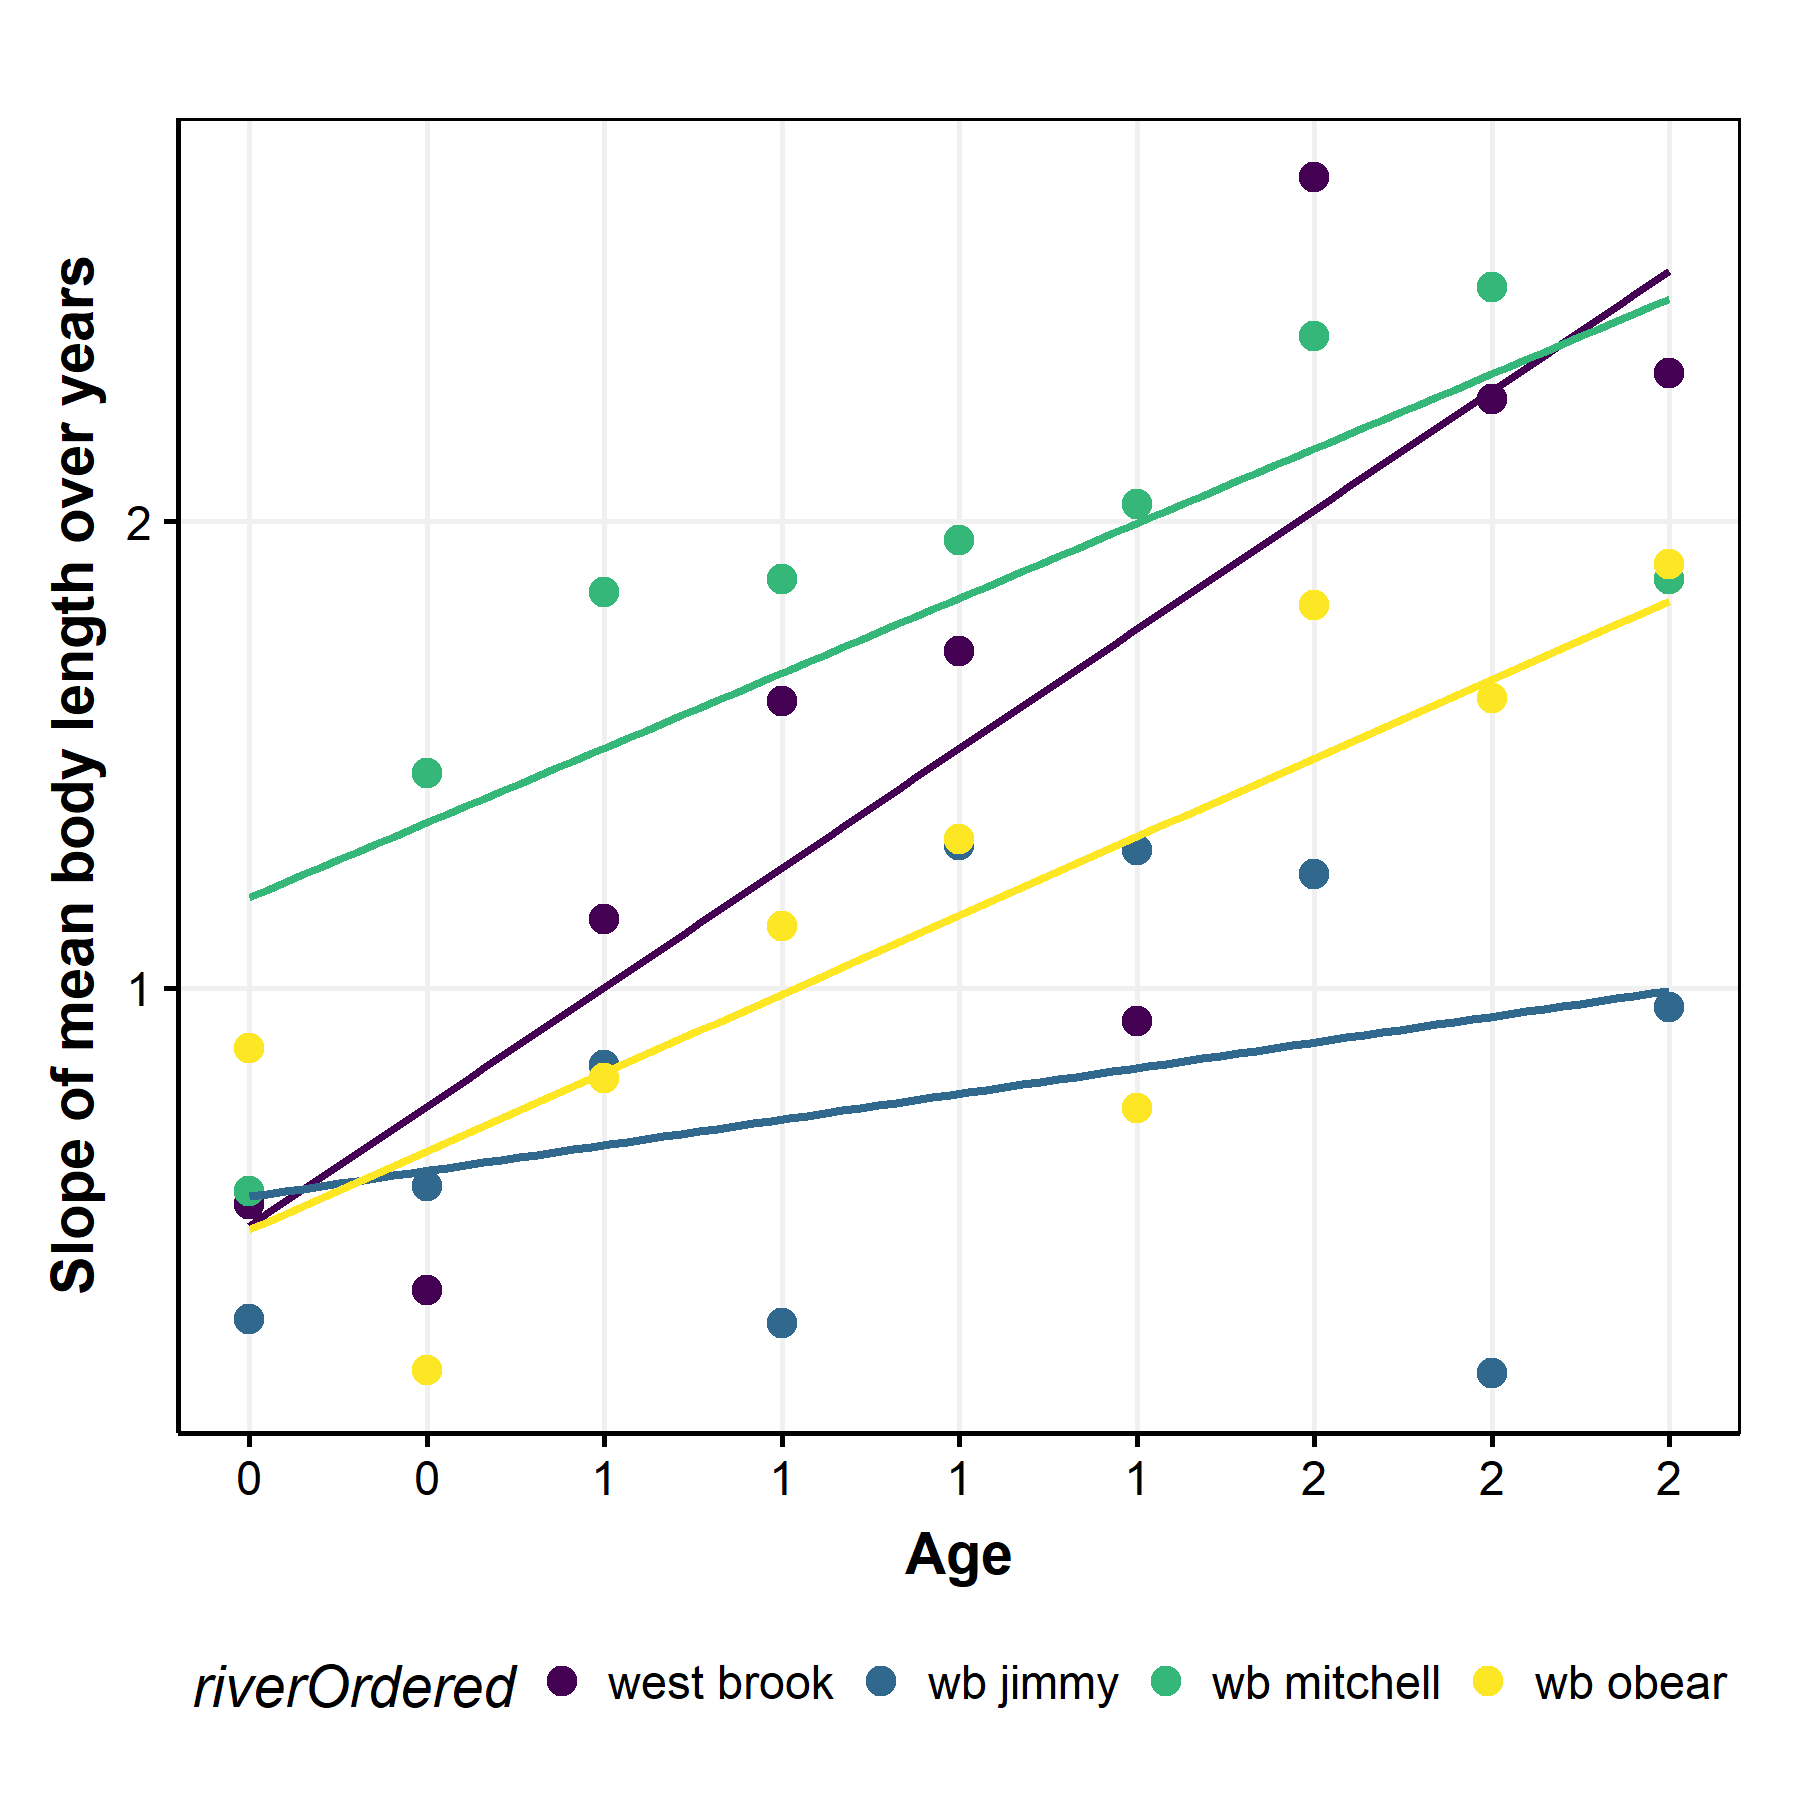 Slope of mean body length over years
2
1
0 0 1 1 1 1 2 2 2
Age
riverOrdered west brook wb jimmy wb mitchell wb obear